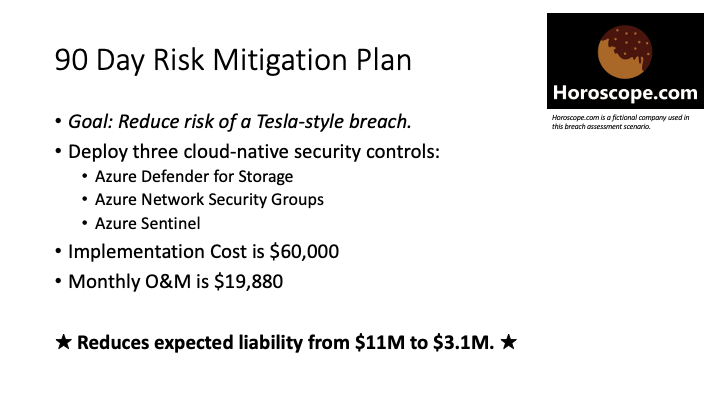 90 Day Risk Mitigation Plan
Horoscope.com
Horoscope.com is a fictional company used in
this breach assessment scenario.
• Goal: Reduce risk of a Tesla-style breach.
• Deploy three cloud-native security controls:
• Azure Defender for Storage
• Azure Network Security Groups
• Azure Sentinel
• Implementation Cost is $60,000
• Monthly O&M is $19,880
★ Reduces expected liability from $11M to $3.1M. ★